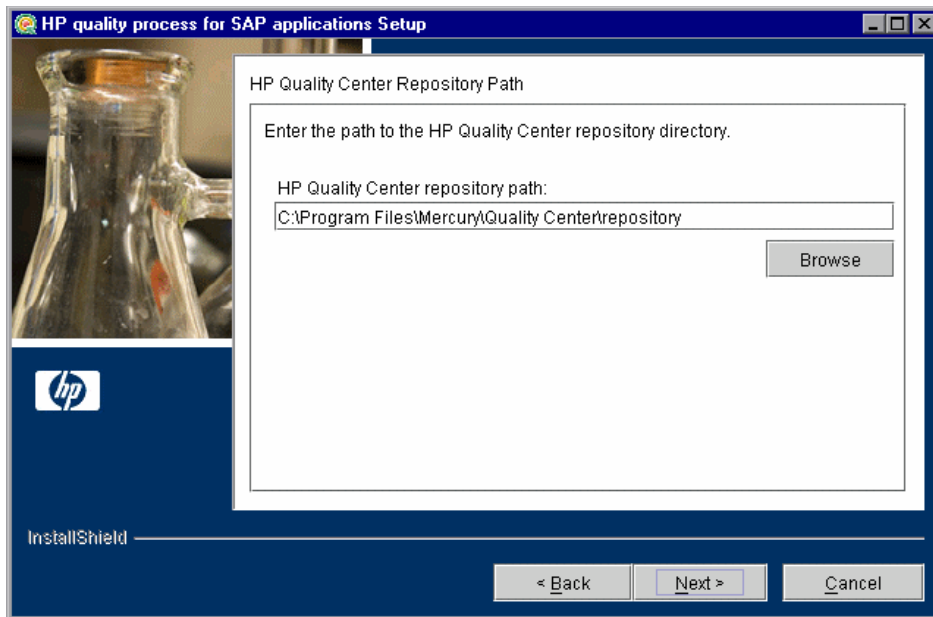 HP quality process for SAP applications Setup
HP Quality Center Repository Path
Enter the path to the HP Quality Center repository directory.
HP Quality Center repository path:
C:\Program Files\Mercury\Quality Center\repository
Browse
hp
InstallShield
< Back
Next >
Cancel